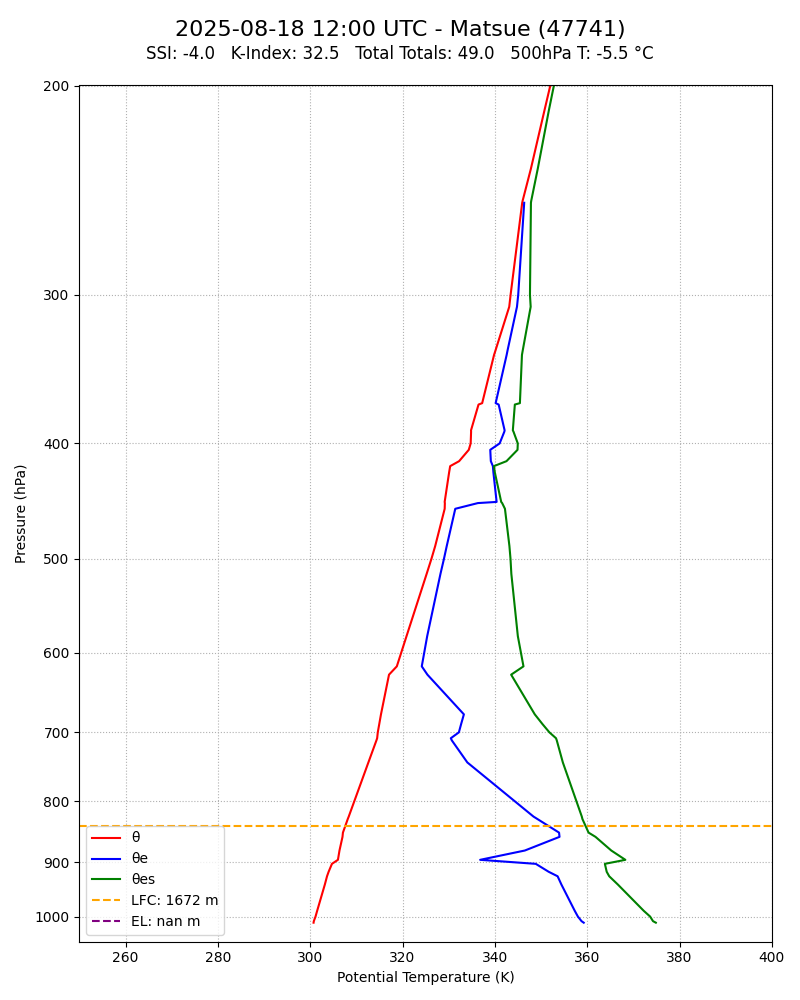 2025-08-18 12:00 UTC - Matsue (47741)
SSI: -4.0   K-Index: 32.5   Total Totals: 49.0   500hPa T: -5.5 °C
200
300
400
500
600
700
800
900
1000
Pressure (hPa)
θ
θe
θes
LFC: 1672 m
EL: nan m
260
280
300
320
340
360
380
400
Potential Temperature (K)